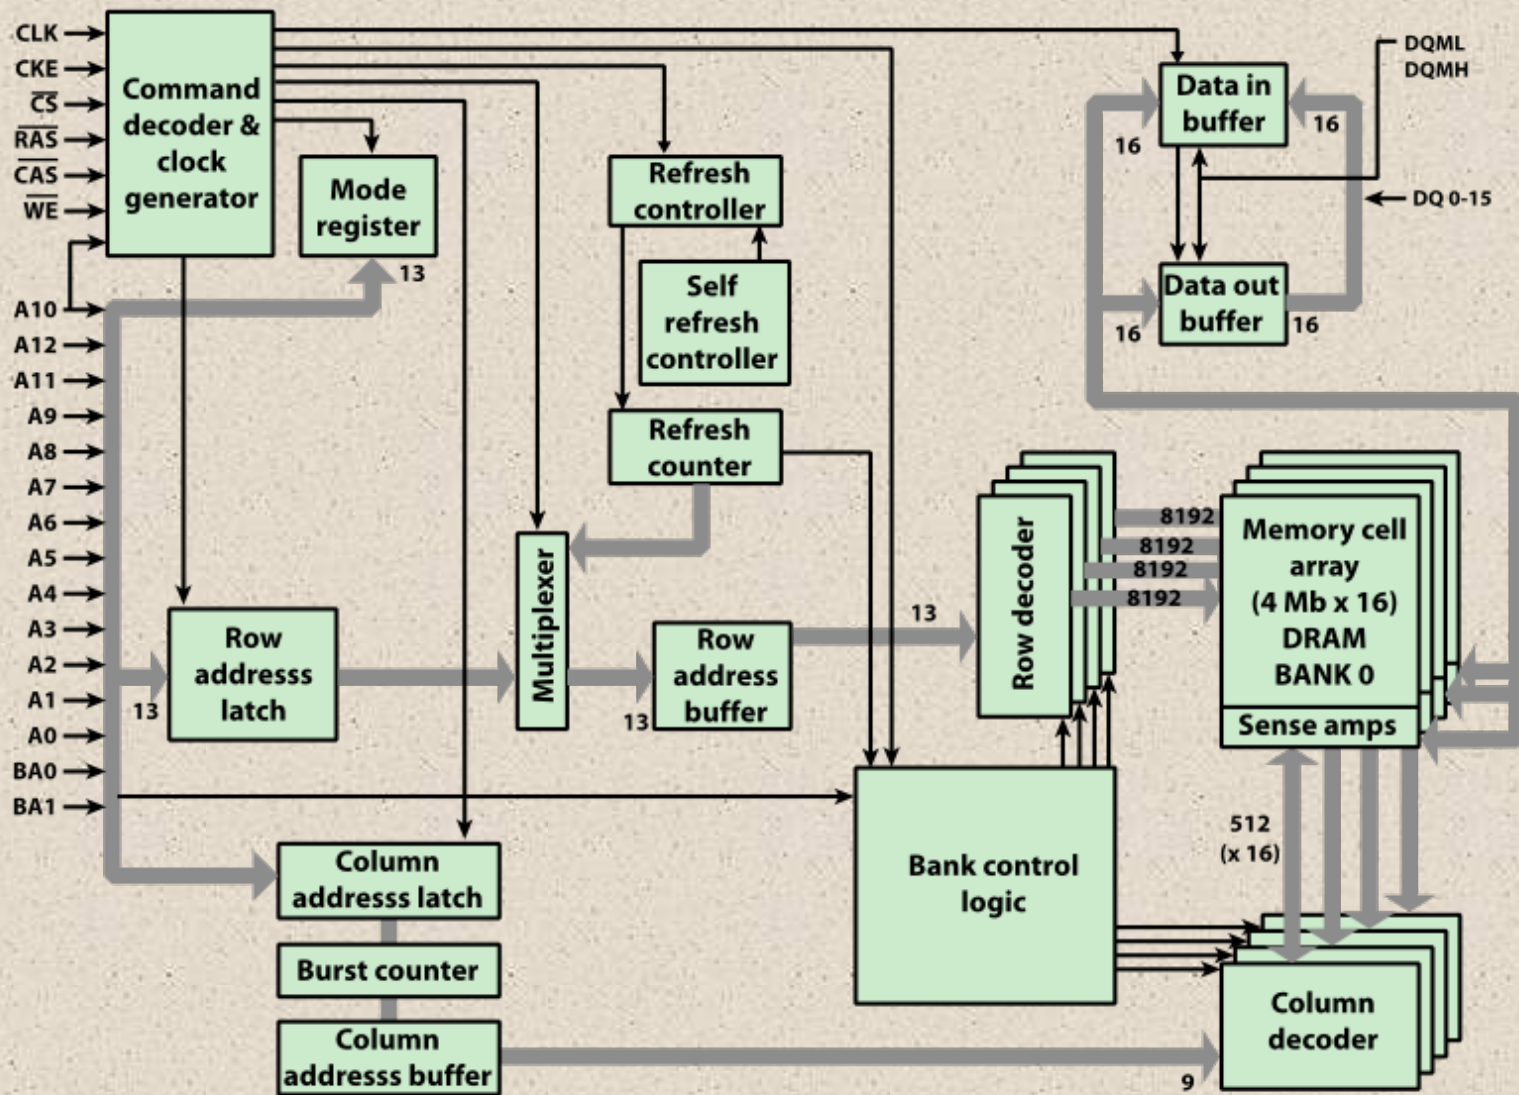 CLK
CKE
C̅S̅
R̅A̅S̅
C̅A̅S̅
W̅E̅
A10
A12
A11
A9
A8
A7
A6
A5
A4
A3
A2
A1
A0
BA0
BA1
Command
decoder &
clock
generator
Mode
register
13
Refresh
controller
Self
refresh
controller
Refresh
counter
Data in
buffer
16
16
DQML
DQMH
DQ 0-15
Data out
buffer
16
16
Row
addresss
latch
13
Multiplexer
Row
address
buffer
13
13
Row decoder
8192
8192
8192
8192
Memory cell
array
(4 Mb x 16)
DRAM
BANK 0
Sense amps
512
(x 16)
Bank control
logic
Column
addresss latch
Burst counter
Column
addresss buffer
9
Column
decoder